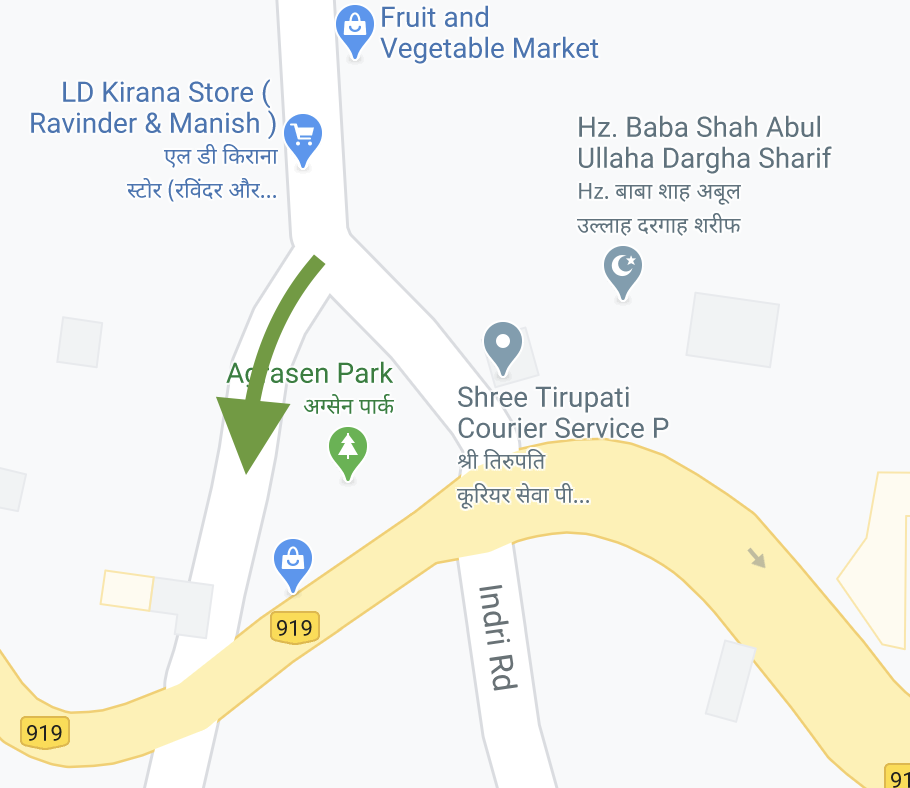 Fruit and
Vegetable Market
LD Kirana Store (
Ravinder & Manish )
एल डी किराना
स्टोर (रविंदर और...
Hz. Baba Shah Abul
Ullaha Dargha Sharif
Hz. बाबा शाह अबूल
उल्लाह दरगाह शरीफ
Agrasen Park
अग्सेन पार्क
Shree Tirupati
Courier Service P
श्री तिरुपति
कूरियर सेवा पी...
Indri Rd
919
919